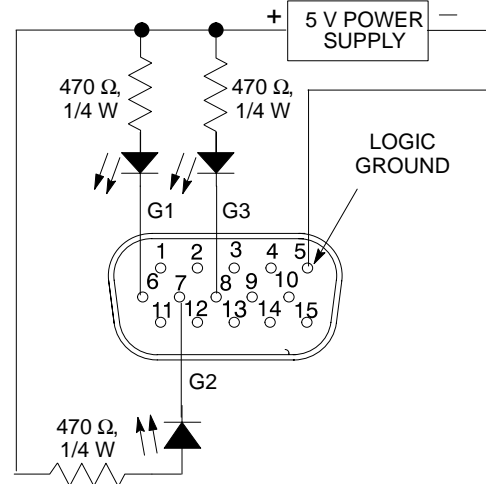 + 5 V POWER —
SUPPLY
470 Ω,
1/4 W
470 Ω,
1/4 W
LOGIC
GROUND
G1
G3
1 2 3 4 5
6 7 8 9 10
11 12 13 14 15
G2
470 Ω,
1/4 W